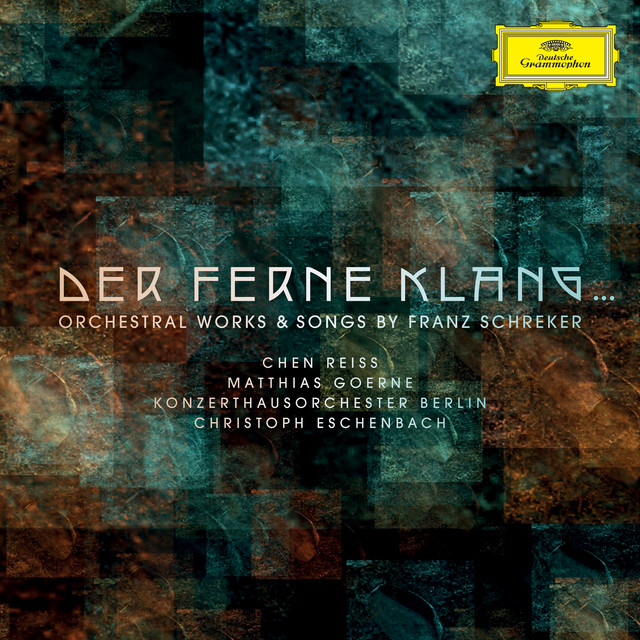 Deutsche
Grammophon
DER FERNE KLANG...
ORCHESTRAL WORKS & SONGS BY FRANZ SCHREKER
CHEN REISS
MATTHIAS GOERNE
KONZERTHAUSORCHESTER BERLIN
CHRISTOPH ESCHENBACH